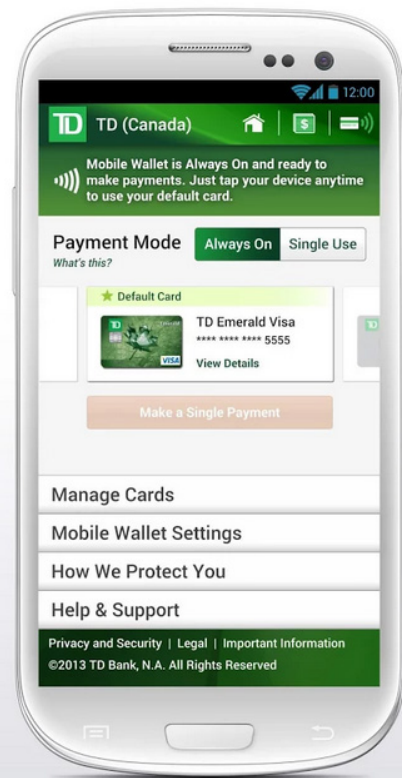 12:00
TD TD (Canada)
$
Mobile Wallet is Always On and ready to
make payments. Just tap your device anytime
to use your default card.
Payment Mode Always On Single Use
What's this?
Default Card
TD
VISA
TD Emerald Visa
**** **** **** 5555
View Details
TD
Make a Single Payment
Manage Cards
Mobile Wallet Settings
How We Protect You
Help & Support
Privacy and Security | Legal | Important Information
©2013 TD Bank, N.A. All Rights Reserved